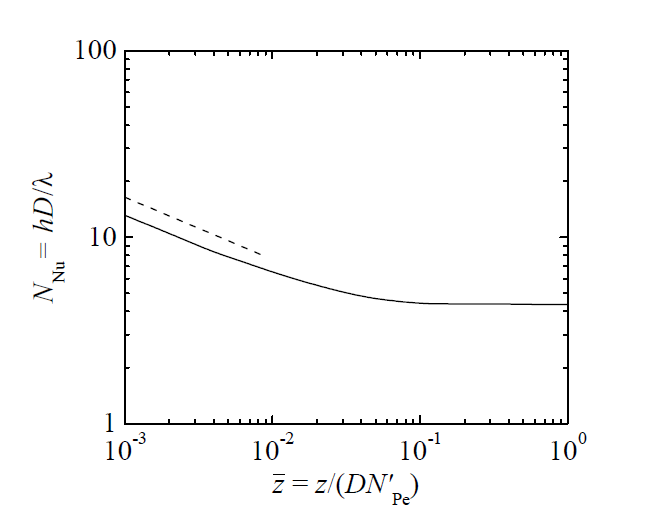 100
10
1
N_Nu = hD/λ
10^-3 10^-2 10^-1 10^0
z̅ = z/(DN'_Pe)